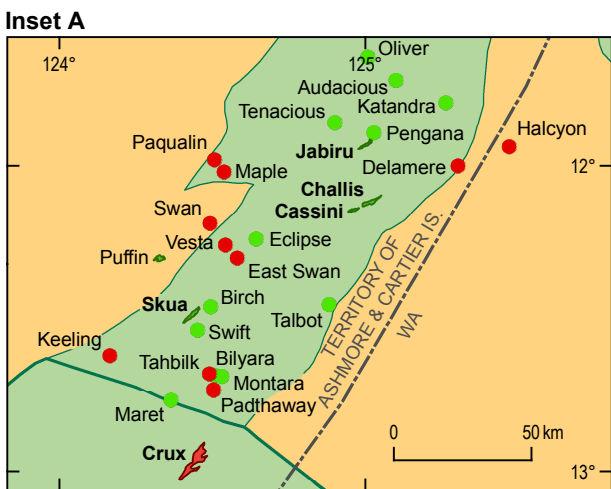 Inset A
124°
125°
Oliver
Audacious
Katandra
Tenacious
Pengana
Halcyon
Paqualin
Jabiru
Delamere
12°
Maple
Challis
Cassini
Swan
Vesta
Eclipse
Puffin
East Swan
TERRITORY OF
ASHMORE & CARTIER IS.
WA
Skua
Birch
Talbot
Swift
Keeling
Tahbilk
Bilyara
Montara
Maret
Padthaway
0
50 km
Crux
13°